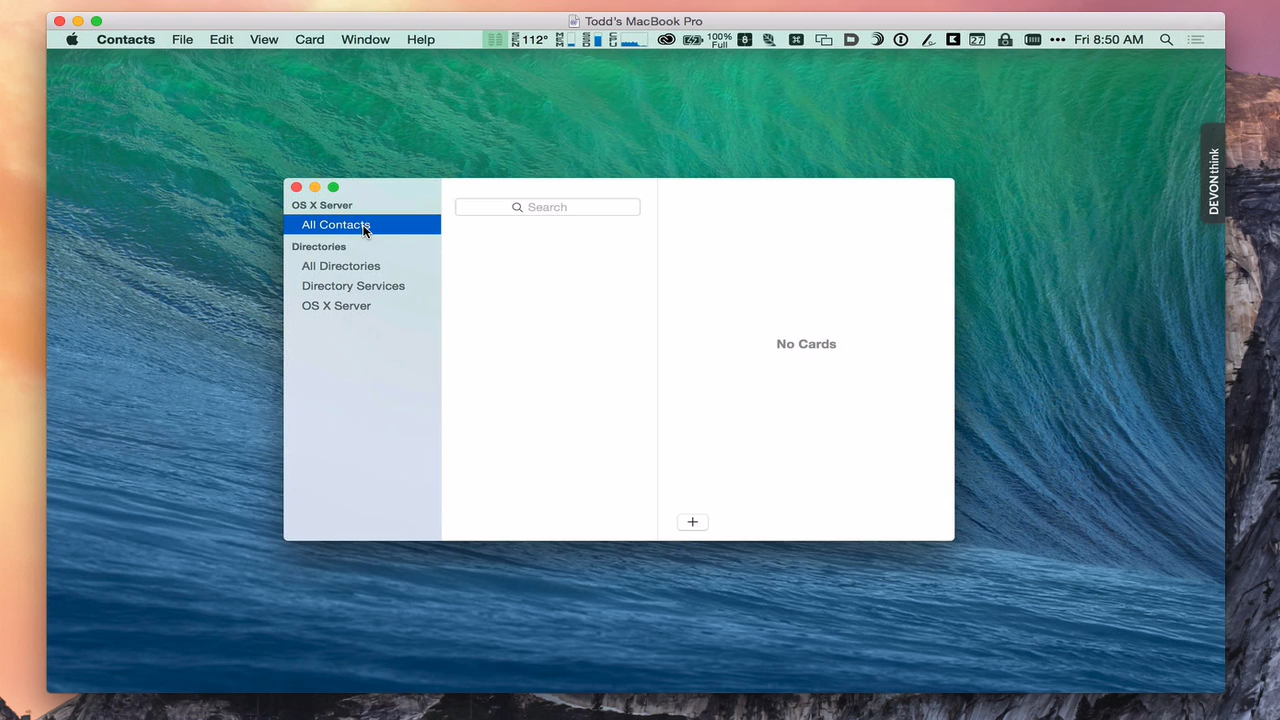 Todd's MacBook Pro
Contacts File Edit View Card Window Help 112° 100% Full 27 Fri 8:50 AM
DEVONthink
OS X Server
All Contacts
Directories
All Directories
Directory Services
OS X Server
Search
No Cards